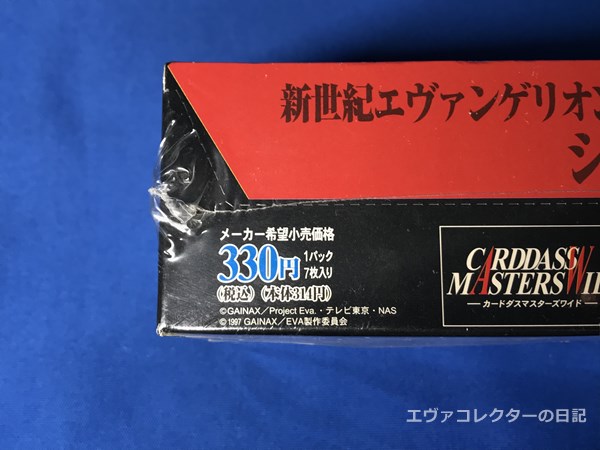 新世紀エヴァンゲリオン
シ
メーカー希望小売価格
330円 1パック 7枚入り
(税込)(本体314円)
©GAINAX/Project Eva.・テレビ東京・NAS
©1997 GAINAX/EVA製作委員会
CARDDASS
MASTERS WI
カードダスマスターズワイド
エヴァコレクターの日記